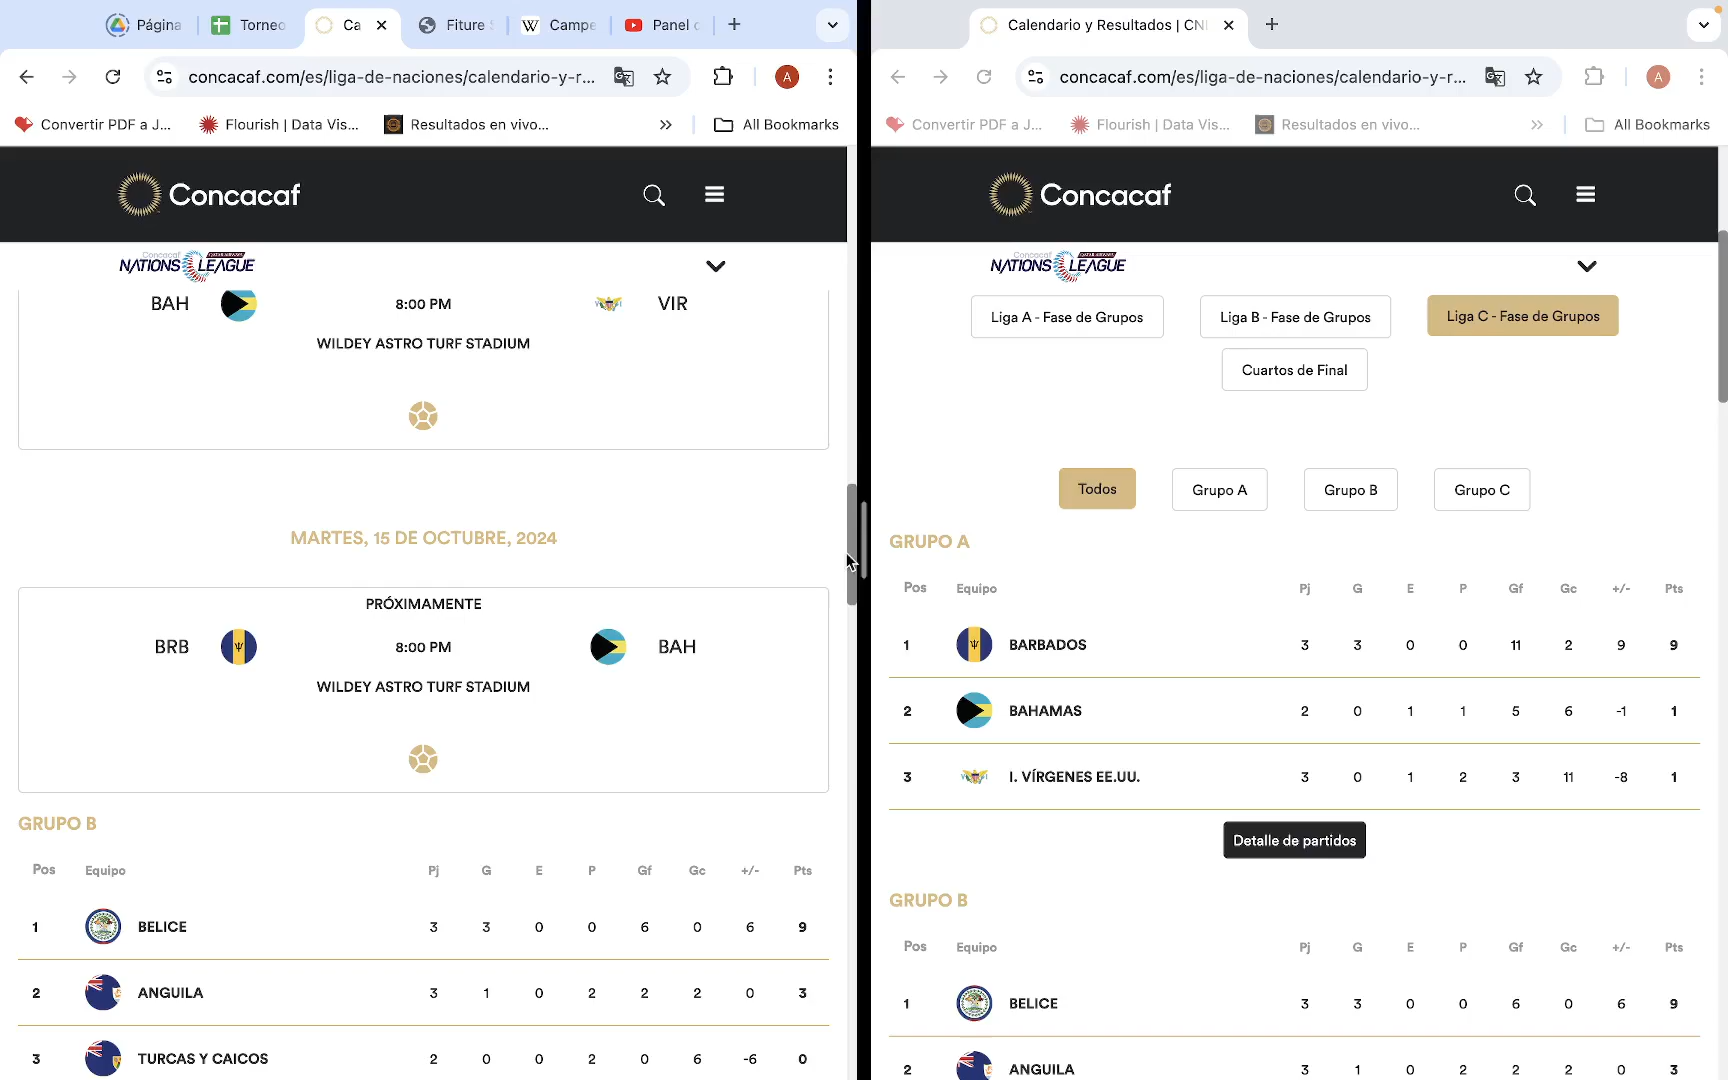 Página
Torneo
Ca
Fiture
Campe
Panel
concacaf.com/es/liga-de-naciones/calendario-y-r...
A
Convertir PDF a J...
Flourish | Data Vis...
Resultados en vivo...
»
All Bookmarks
Concacaf
Concacaf
NATIONS LEAGUE
BAH
8:00 PM
VIR
WILDEY ASTRO TURF STADIUM
MARTES, 15 DE OCTUBRE, 2024
PRÓXIMAMENTE
BRB
8:00 PM
BAH
WILDEY ASTRO TURF STADIUM
GRUPO B
Pos Equipo Pj G E P Gf Gc +/- Pts
1 BELICE 3 3 0 0 6 0 6 9
2 ANGUILA 3 1 0 2 2 2 0 3
3 TURCAS Y CAICOS 2 0 0 2 0 6 -6 0
Calendario y Resultados | CN
concacaf.com/es/liga-de-naciones/calendario-y-r...
A
Convertir PDF a J...
Flourish | Data Vis...
Resultados en vivo...
»
All Bookmarks
Concacaf
Concacaf
NATIONS LEAGUE
Liga A - Fase de Grupos
Liga B - Fase de Grupos
Liga C - Fase de Grupos
Cuartos de Final
Todos
Grupo A
Grupo B
Grupo C
GRUPO A
Pos Equipo Pj G E P Gf Gc +/- Pts
1 BARBADOS 3 3 0 0 11 2 9 9
2 BAHAMAS 2 0 1 1 5 6 -1 1
3 I. VÍRGENES EE.UU. 3 0 1 2 3 11 -8 1
Detalle de partidos
GRUPO B
Pos Equipo Pj G E P Gf Gc +/- Pts
1 BELICE 3 3 0 0 6 0 6 9
2 ANGUILA 3 1 0 2 2 2 0 3